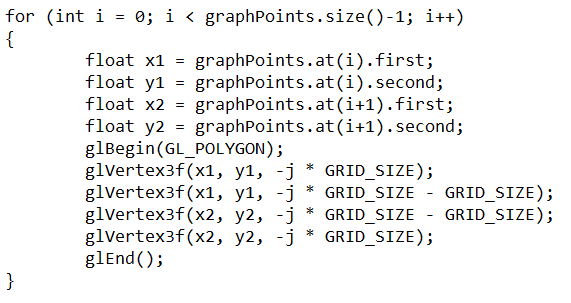 for (int i = 0; i < graphPoints.size()-1; i++)
{
        float x1 = graphPoints.at(i).first;
        float y1 = graphPoints.at(i).second;
        float x2 = graphPoints.at(i+1).first;
        float y2 = graphPoints.at(i+1).second;
        glBegin(GL_POLYGON);
        glVertex3f(x1, y1, -j * GRID_SIZE);
        glVertex3f(x1, y1, -j * GRID_SIZE - GRID_SIZE);
        glVertex3f(x2, y2, -j * GRID_SIZE - GRID_SIZE);
        glVertex3f(x2, y2, -j * GRID_SIZE);
        glEnd();
}